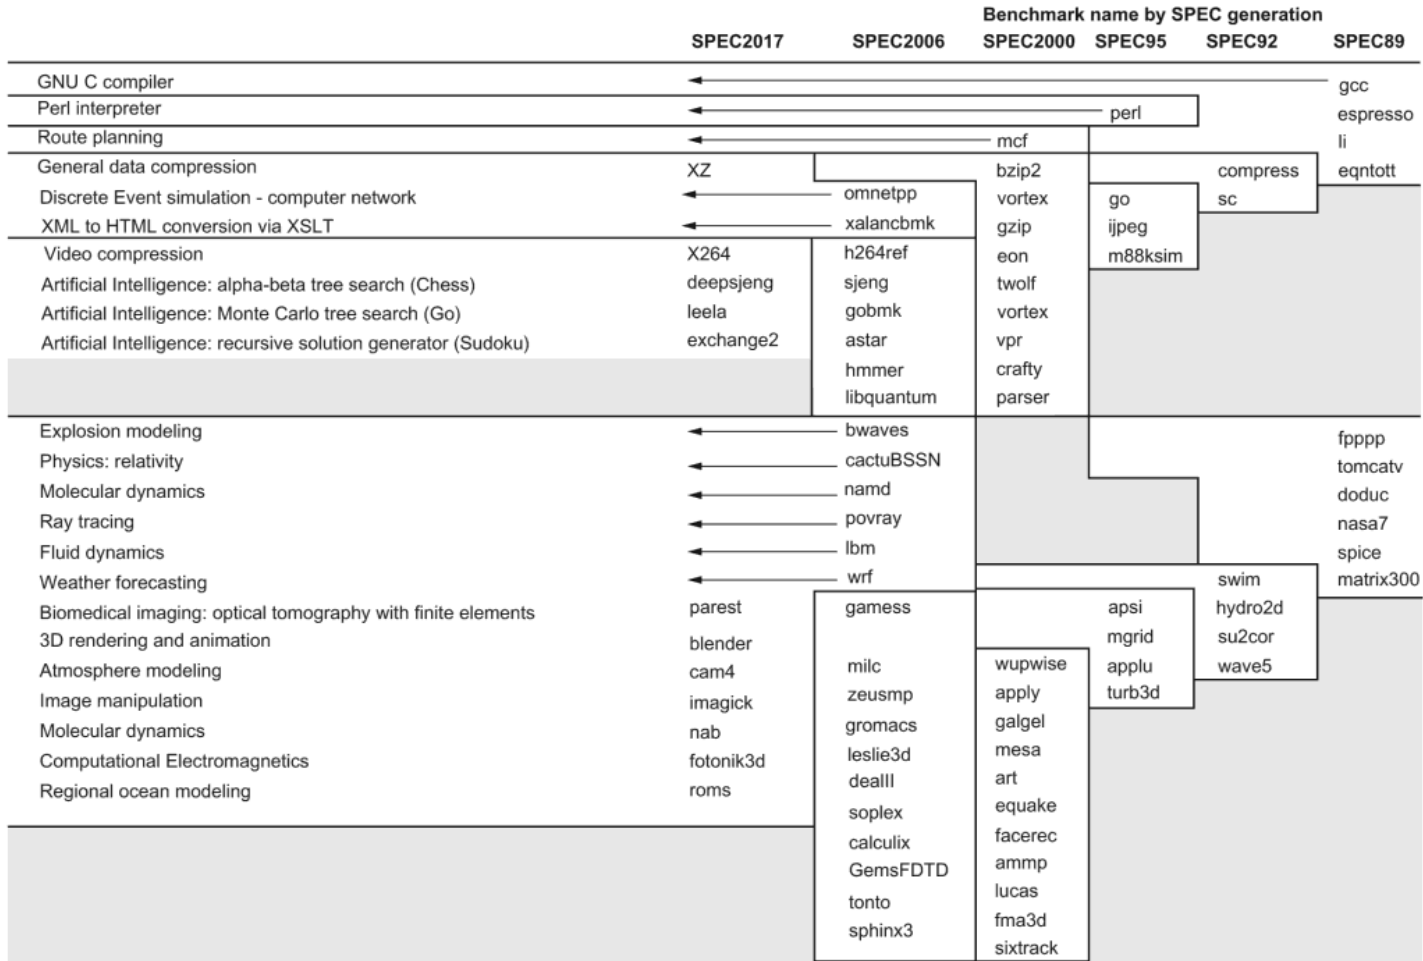 Benchmark name by SPEC generation
SPEC2017 SPEC2006 SPEC2000 SPEC95 SPEC92 SPEC89
GNU C compiler gcc
Perl interpreter perl espresso
Route planning mcf li
General data compression XZ bzip2 compress eqntott
Discrete Event simulation - computer network omnetpp vortex go sc
XML to HTML conversion via XSLT xalancbmk gzip ijpeg
Video compression X264 h264ref eon m88ksim
Artificial Intelligence: alpha-beta tree search (Chess) deepsjeng sjeng twolf
Artificial Intelligence: Monte Carlo tree search (Go) leela gobmk vortex
Artificial Intelligence: recursive solution generator (Sudoku) exchange2 astar vpr
hmmer crafty
libquantum parser
Explosion modeling bwaves fpppp
Physics: relativity cactuBSSN tomcatv
Molecular dynamics namd doduc
Ray tracing povray nasa7
Fluid dynamics lbm spice
Weather forecasting wrf swim matrix300
Biomedical imaging: optical tomography with finite elements parest gamess apsi hydro2d
3D rendering and animation blender mgrid su2cor
Atmosphere modeling cam4 milc wupwise applu wave5
Image manipulation imagick zeusmp apply turb3d
Molecular dynamics nab gromacs galgel
Computational Electromagnetics fotonik3d leslie3d mesa
Regional ocean modeling roms dealII art
soplex equake
calculix facerec
GemsFDTD ammp
tonto lucas
sphinx3 fma3d
sixtrack